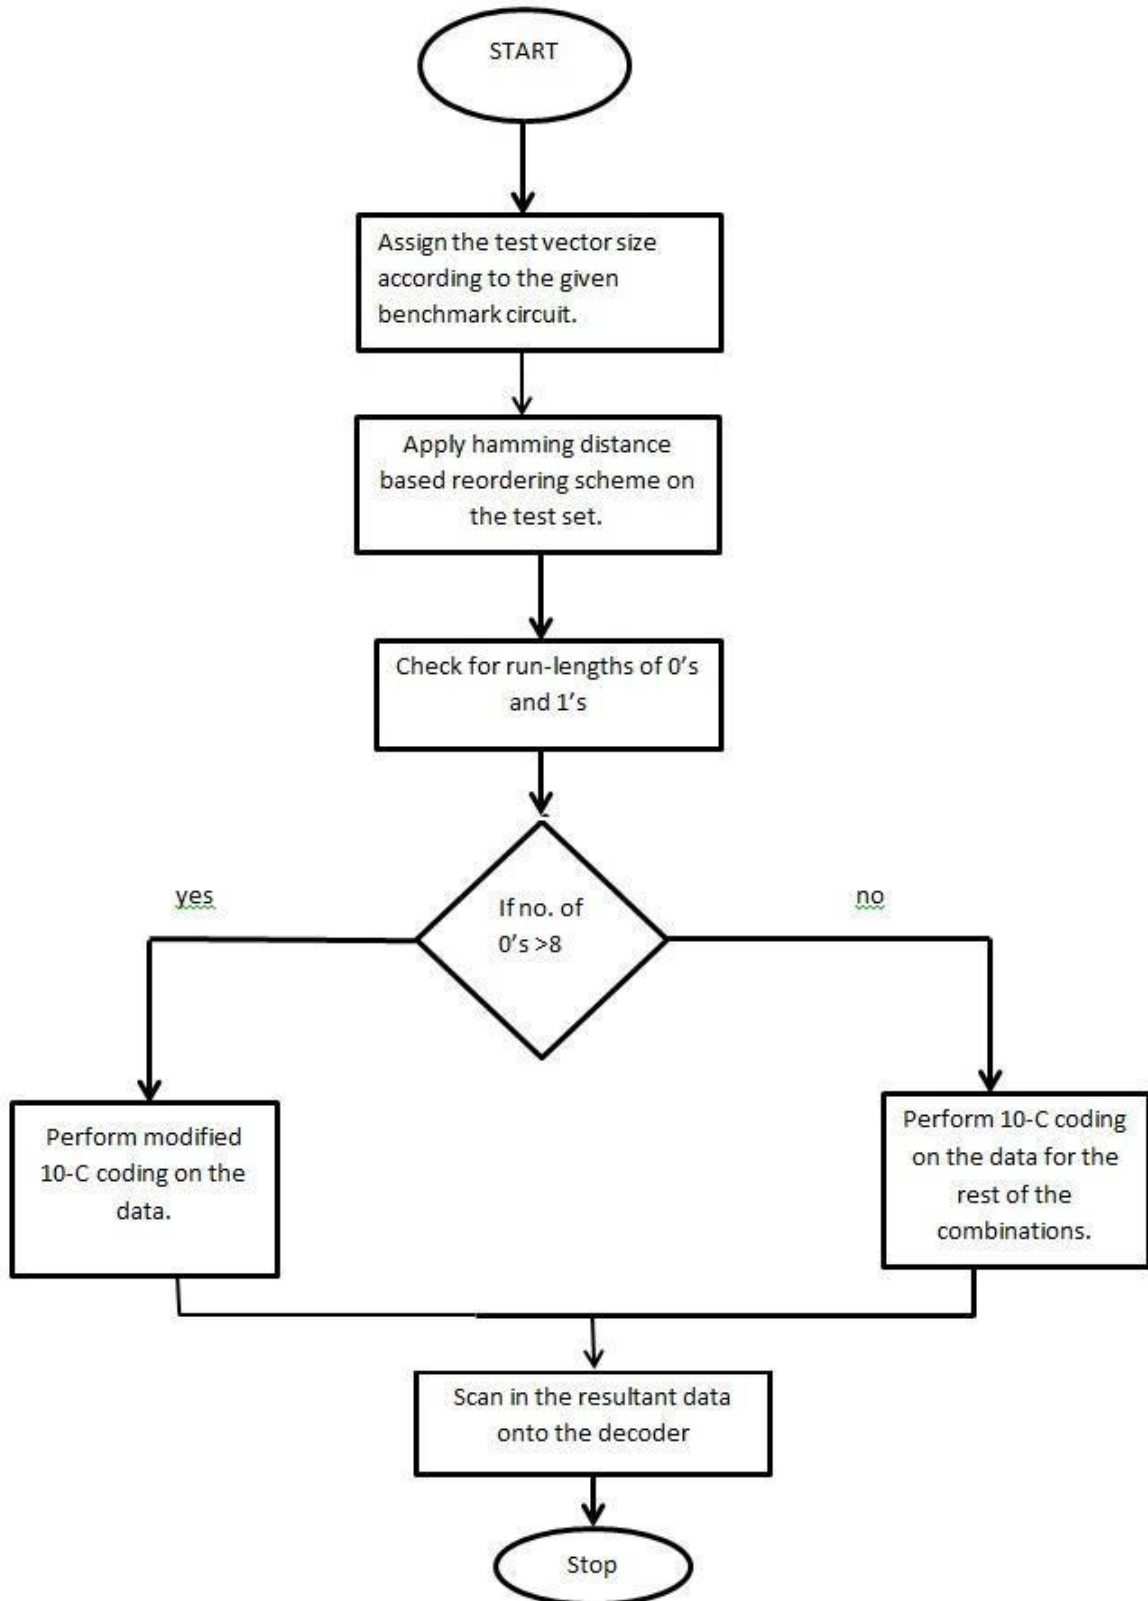 START
Assign the test vector size
according to the given
benchmark circuit.
Apply hamming distance
based reordering scheme on
the test set.
Check for run-lengths of 0's
and 1's
If no. of
0's >8
yes
no
Perform modified
10-C coding on the
data.
Perform 10-C coding
on the data for the
rest of the
combinations.
Scan in the resultant data
onto the decoder
Stop